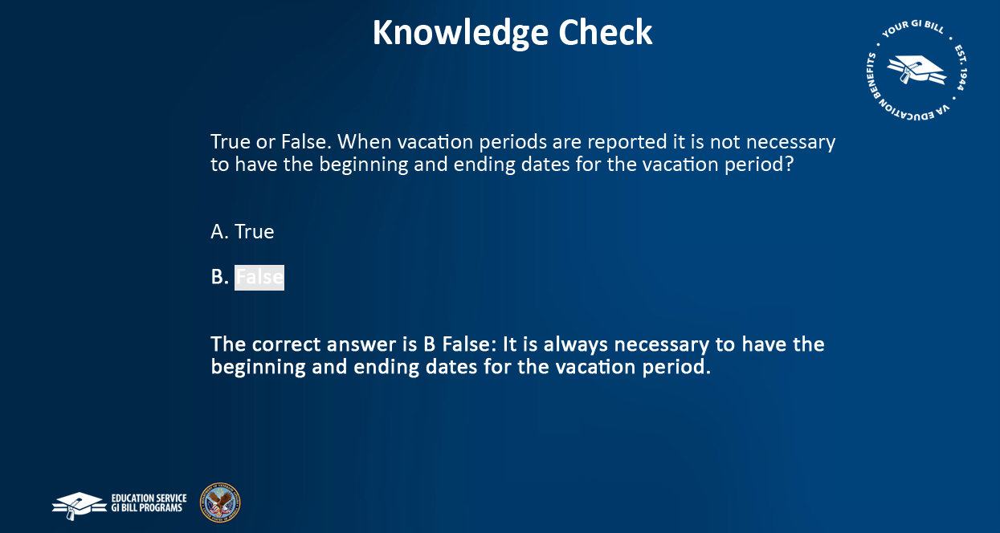 Knowledge Check
YOUR GI BILL • EST. 1944 • VA EDUCATION BENEFITS •
True or False. When vacation periods are reported it is not necessary
to have the beginning and ending dates for the vacation period?
A. True
B. False
The correct answer is B False: It is always necessary to have the
beginning and ending dates for the vacation period.
EDUCATION SERVICE
GI BILL PROGRAMS